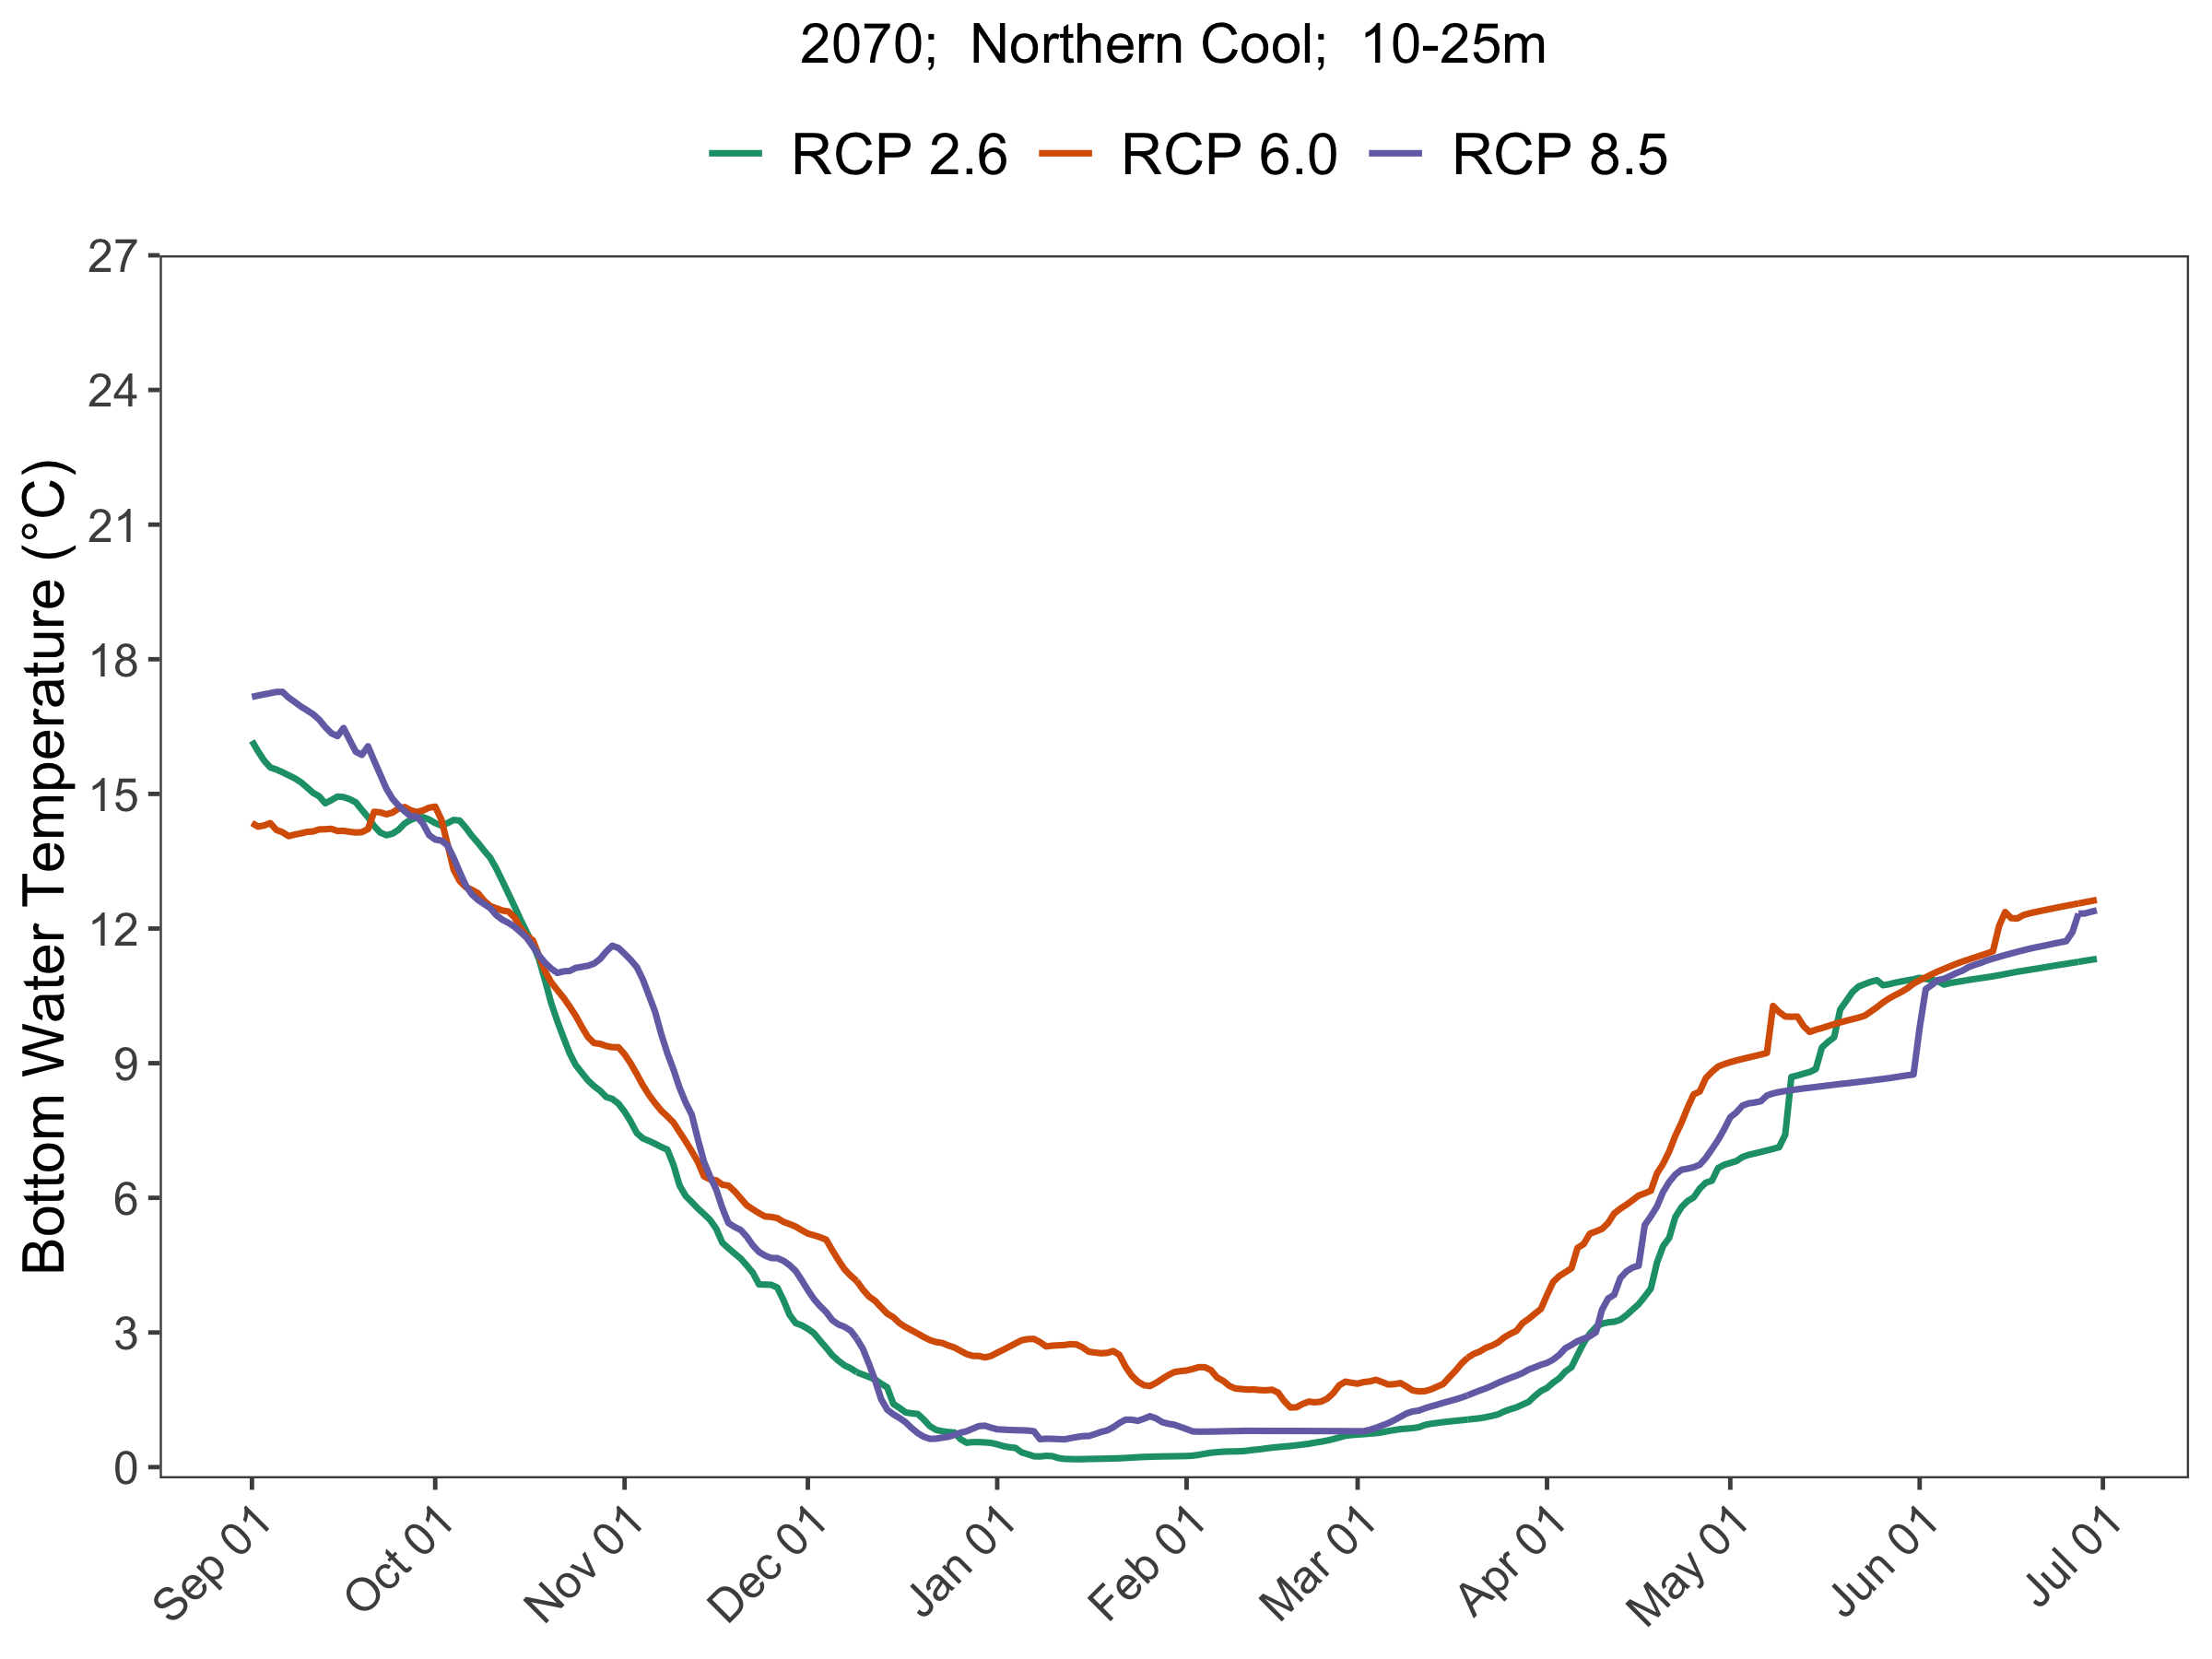 2070;  Northern Cool;  10-25m
RCP 2.6 RCP 6.0 RCP 8.5
Bottom Water Temperature (°C)
27
24
21
18
15
12
9
6
3
0
Sep 01 Oct 01 Nov 01 Dec 01 Jan 01 Feb 01 Mar 01 Apr 01 May 01 Jun 01 Jul 01